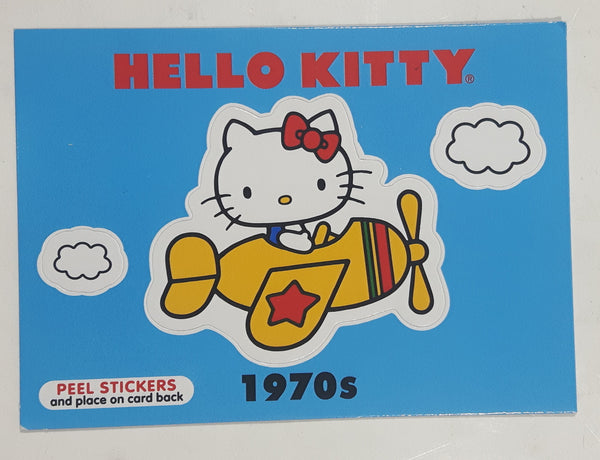 HELLO KITTY®
1970s
PEEL STICKERS
and place on card back